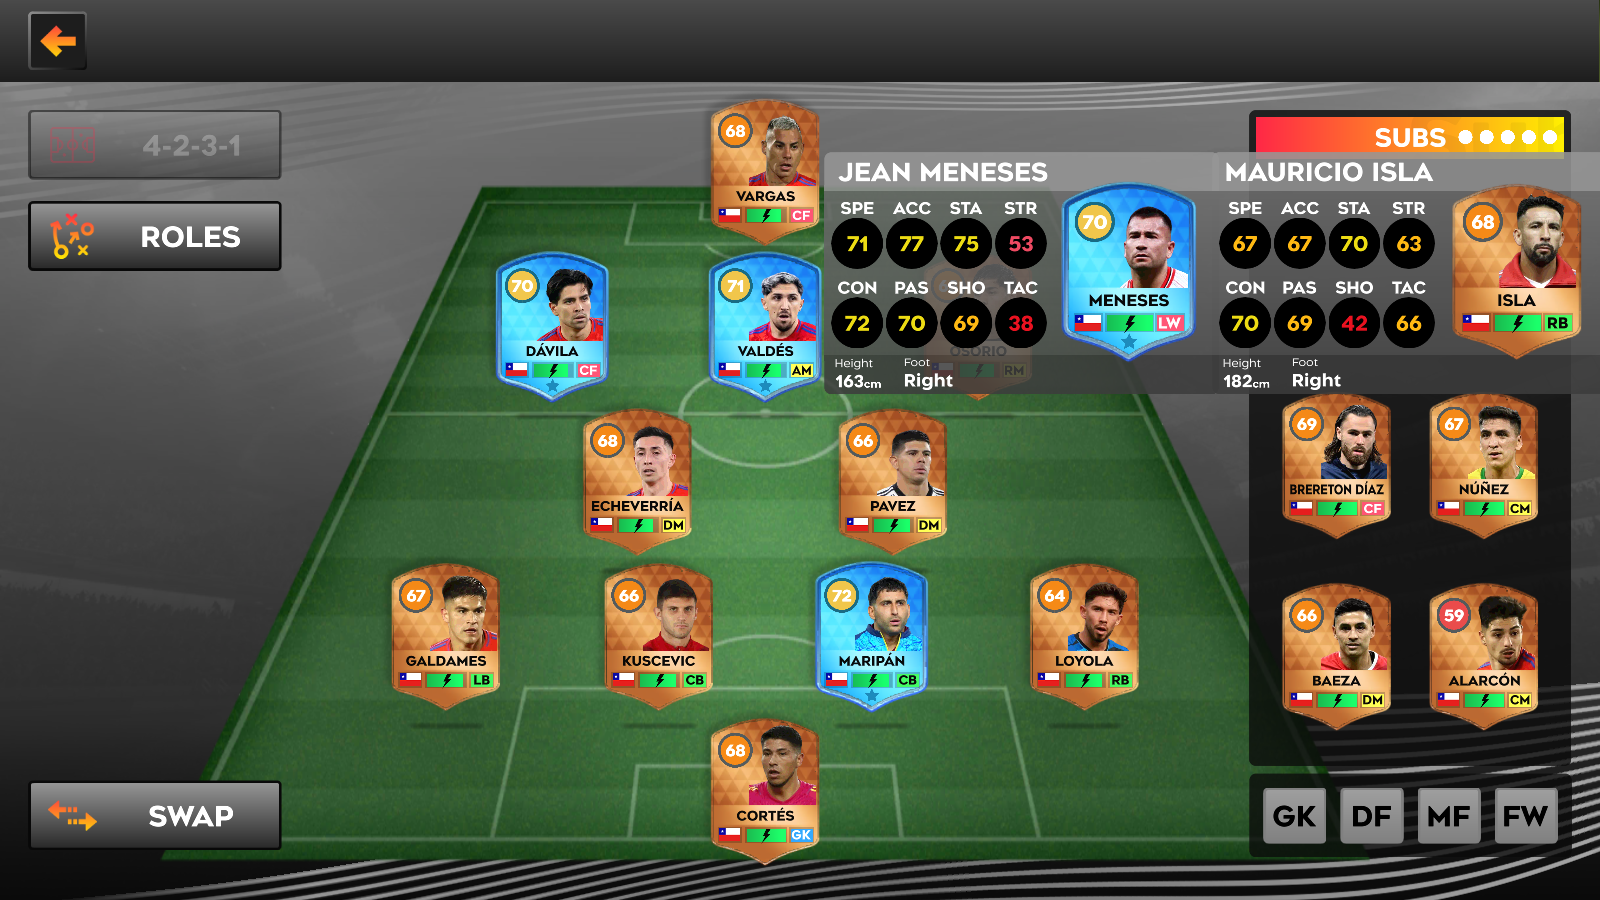 4-2-3-1
ROLES
SWAP
68
VARGAS
CF
70
DÁVILA
CF
71
VALDÉS
AM
OSORIO
RM
68
ECHEVERRÍA
DM
66
PAVEZ
DM
67
GALDAMES
LB
66
KUSCEVIC
CB
72
MARIPÁN
CB
64
LOYOLA
RB
68
CORTÉS
GK
JEAN MENESES
SPE ACC STA STR
71 77 75 53
CON PAS SHO TAC
72 70 69 38
Height Foot
163cm Right
70
MENESES
LW
SUBS
MAURICIO ISLA
SPE ACC STA STR
67 67 70 63
CON PAS SHO TAC
70 69 42 66
Height Foot
182cm Right
68
ISLA
RB
69
BRERETON DÍAZ
CF
67
NÚÑEZ
CM
66
BAEZA
DM
59
ALARCÓN
CM
GK DF MF FW